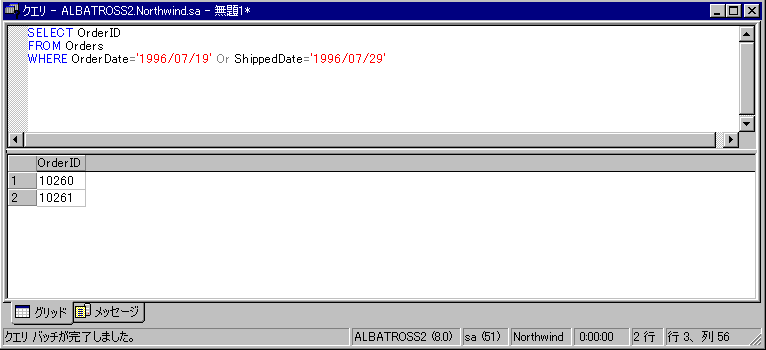 クエリ - ALBATROSS2.Northwind.sa - 無題1*
SELECT OrderID
FROM Orders
WHERE OrderDate='1996/07/19' Or ShippedDate='1996/07/29'
OrderID
1 10260
2 10261
グリッド メッセージ
クエリ バッチが完了しました。 ALBATROSS2 (8.0) sa (51) Northwind 0:00:00 2 行 行 3、列 56